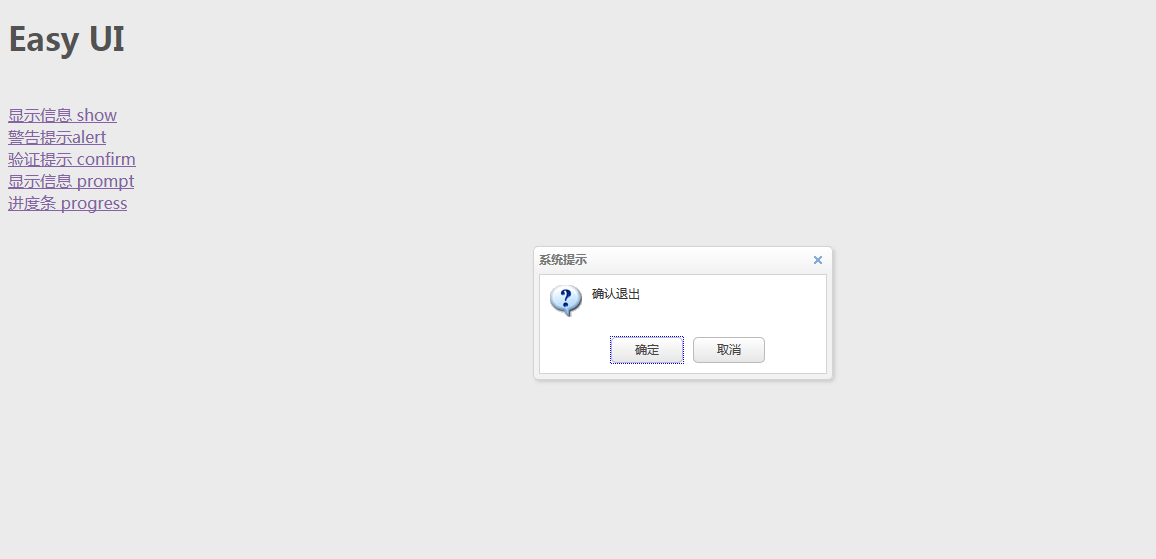 Easy UI
显示信息 show
警告提示alert
验证提示 confirm
显示信息 prompt
进度条 progress
系统提示
确认退出
确定 取消